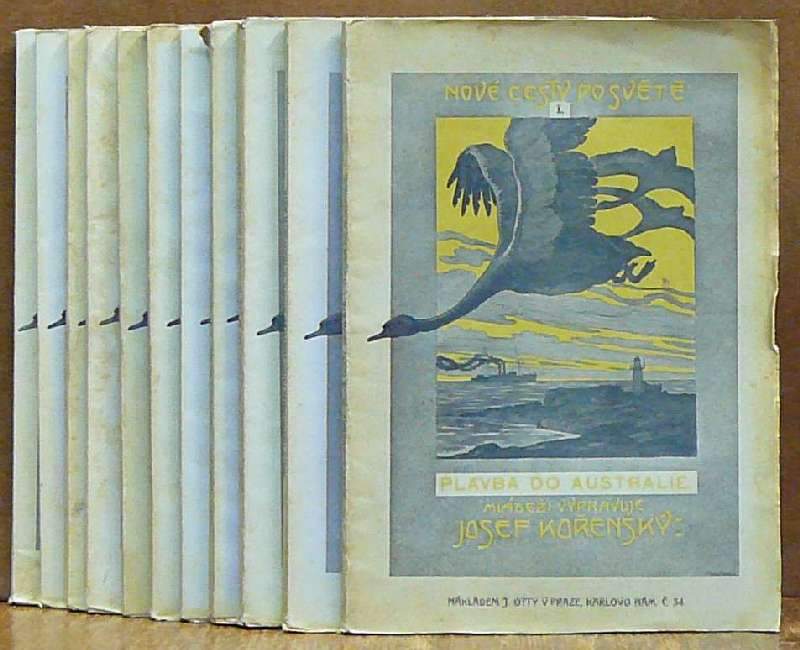 NOVÉ CESTY PO SVĚTĚ
1.
PLAVBA DO AUSTRALIE
MLÁDEŽI VYPRAVUJE
JOSEF KOŘENSKÝ:
NÁKLADEM J. OTTY V PRAZE, KARLOVO NÁM. Č. 34.